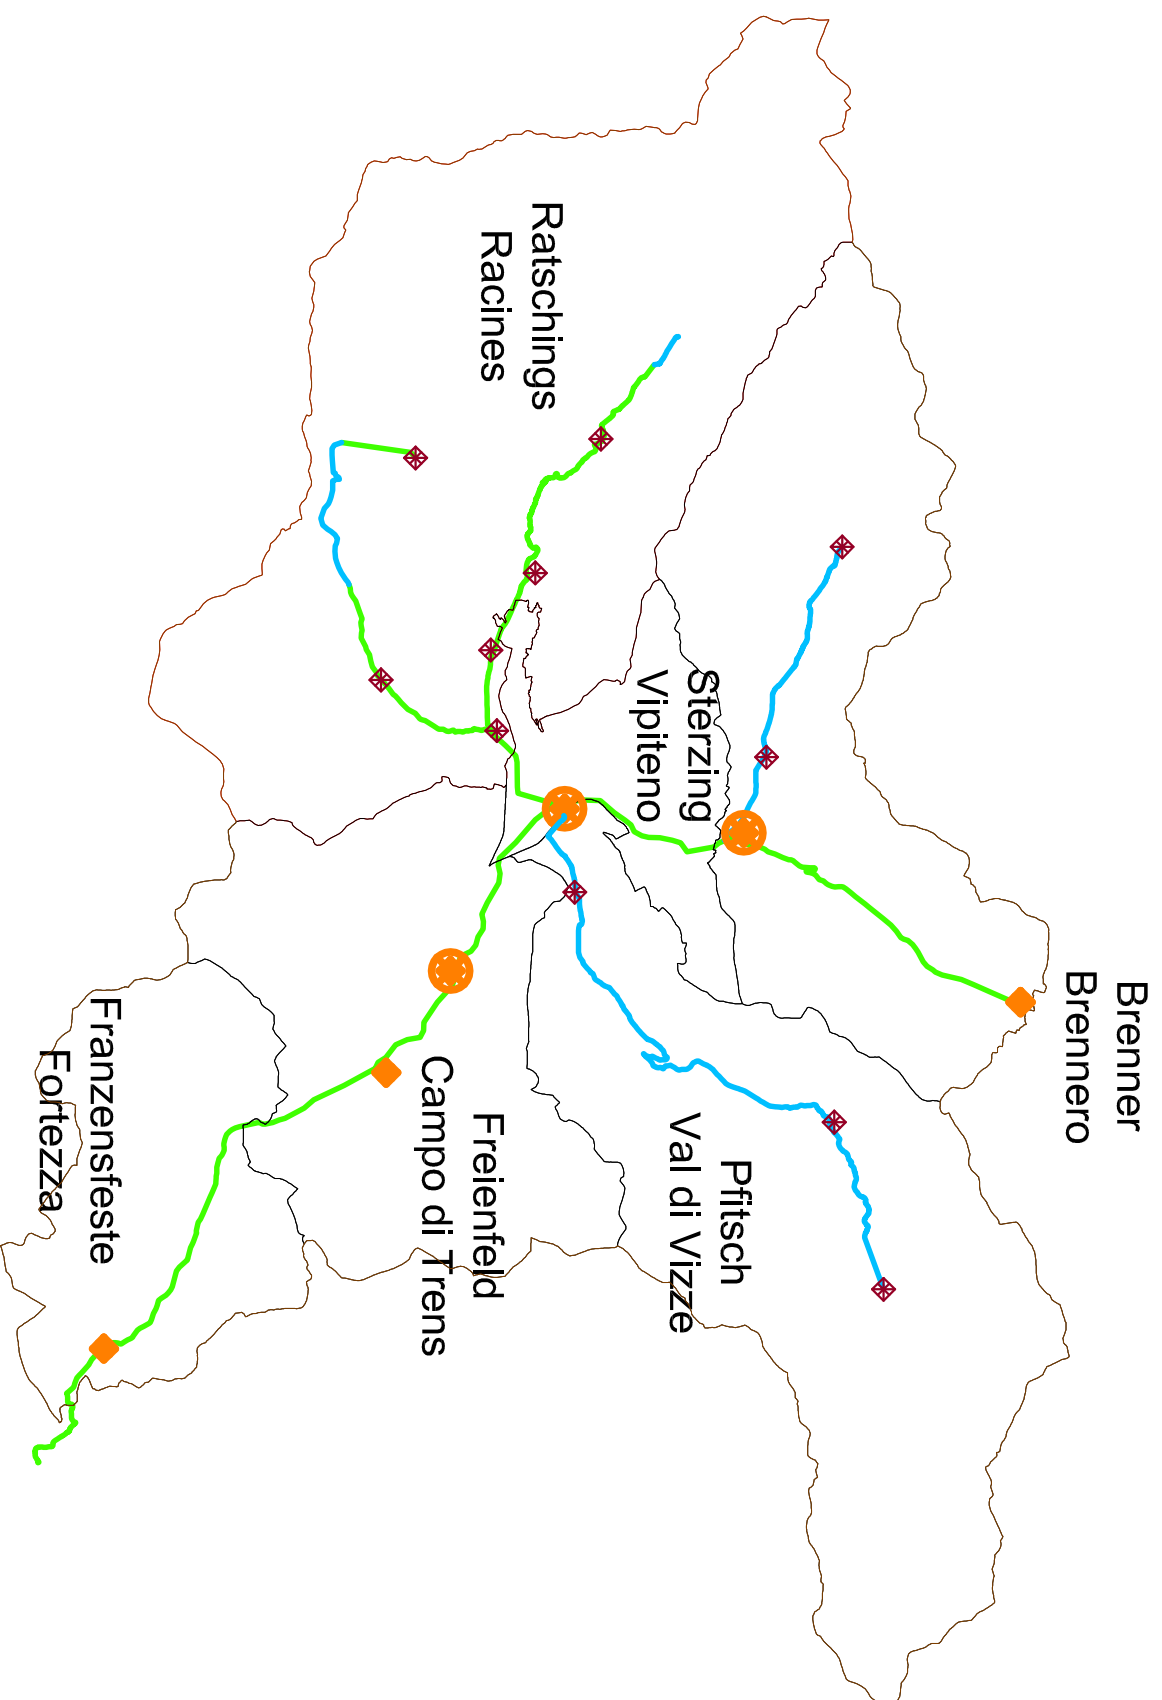 Brenner
Brennero
Ratschings
Racines
Sterzing
Vipiteno
Pfitsch
Val di Vizze
Freienfeld
Campo di Trens
Franzensfeste
Fortezza